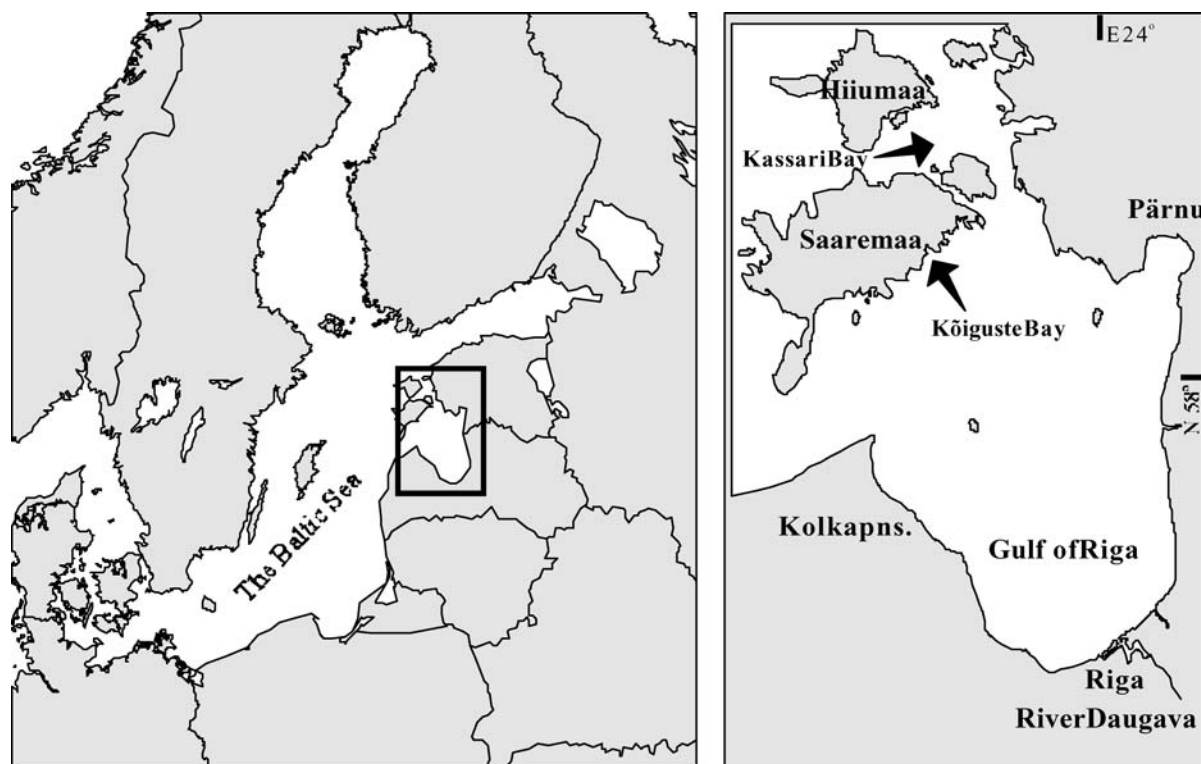 The Baltic Sea
E24°
Hiiumaa
KassariBay
Pärnu
Saaremaa
KõigusteBay
N 58°
Kolkapns.
Gulf ofRiga
Riga
RiverDaugava